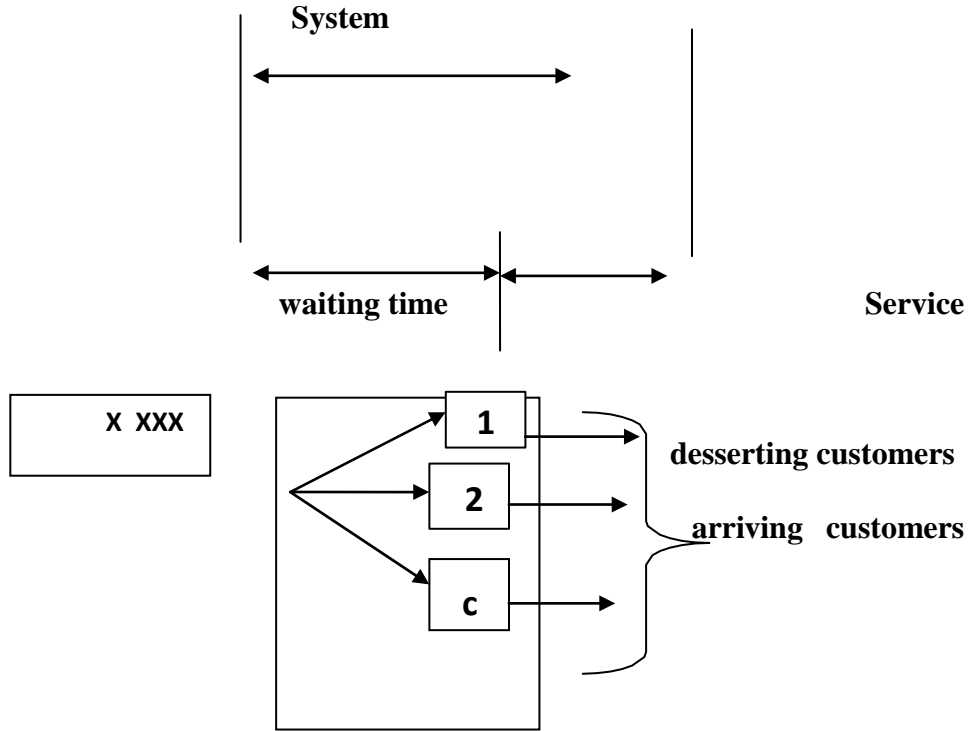 System
waiting time Service
X XXX
1
desserting customers
2
arriving customers
c